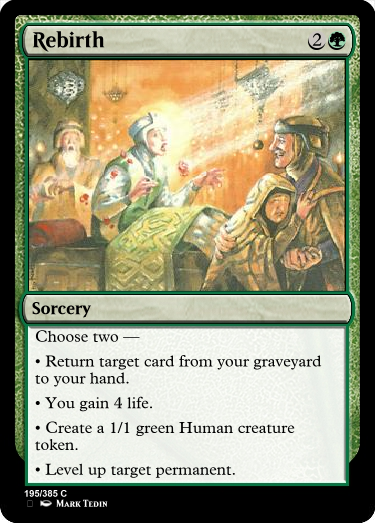 Rebirth 2
Sorcery
Choose two —
• Return target card from your graveyard
to your hand.
• You gain 4 life.
• Create a 1/1 green Human creature
token.
• Level up target permanent.
195/385 C
Mark Tedin